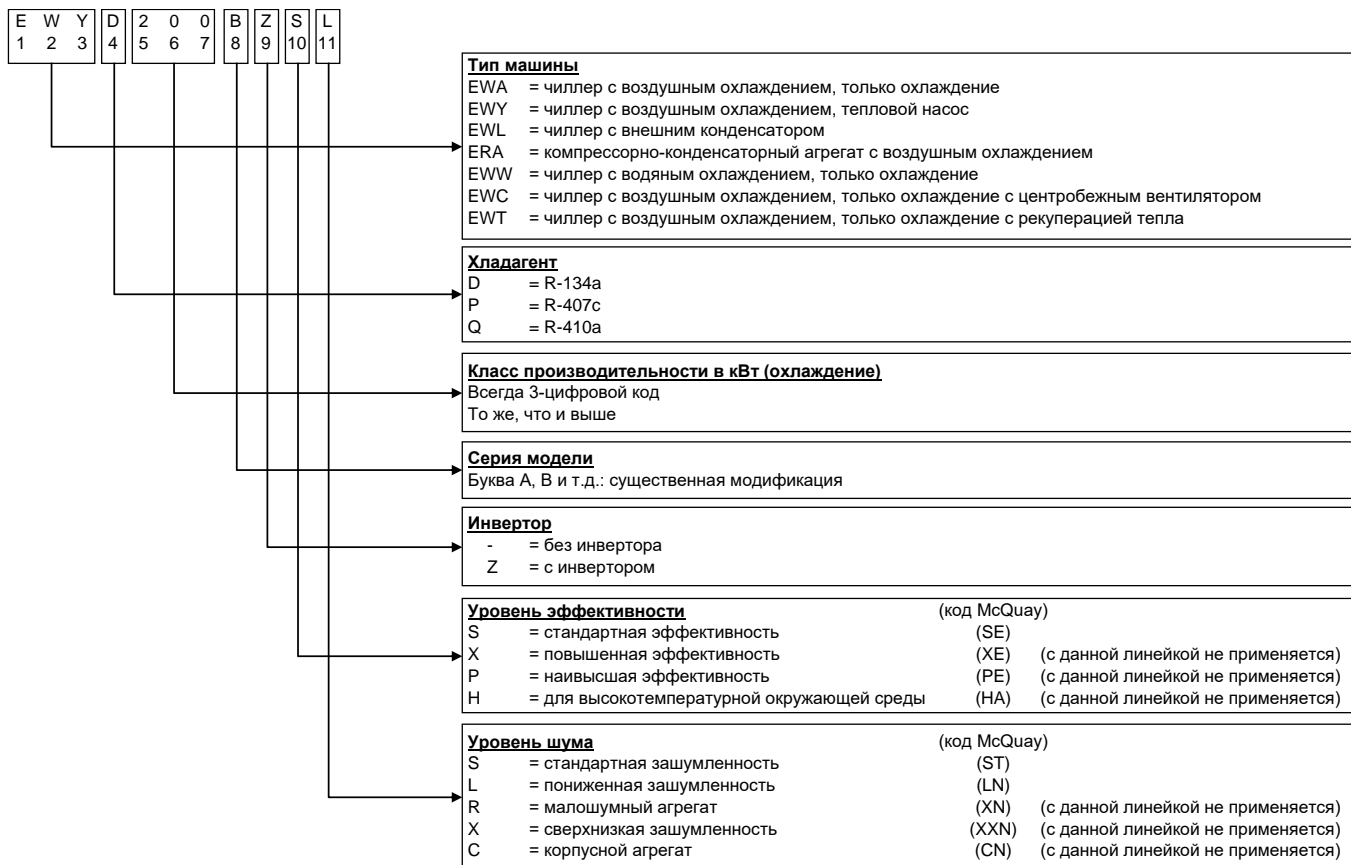 E W Y D 2 0 0 B Z S L
1 2 3 4 5 6 7 8 9 10 11
Тип машины
EWA = чиллер с воздушным охлаждением, только охлаждение
EWY = чиллер с воздушным охлаждением, тепловой насос
EWL = чиллер с внешним конденсатором
ERA = компрессорно-конденсаторный агрегат с воздушным охлаждением
EWW = чиллер с водяным охлаждением, только охлаждение
EWC = чиллер с воздушным охлаждением, только охлаждение с центробежным вентилятором
EWT = чиллер с воздушным охлаждением, только охлаждение с рекуперацией тепла
Хладагент
D = R-134a
P = R-407c
Q = R-410a
Класс производительности в кВт (охлаждение)
Всегда 3-цифровой код
То же, что и выше
Серия модели
Буква А, В и т.д.: существенная модификация
Инвертор
- = без инвертора
Z = с инвертором
Уровень эффективности (код McQuay)
S = стандартная эффективность (SE)
X = повышенная эффективность (XE) (с данной линейкой не применяется)
P = наивысшая эффективность (PE) (с данной линейкой не применяется)
H = для высокотемпературной окружающей среды (HA) (с данной линейкой не применяется)
Уровень шума (код McQuay)
S = стандартная зашумленность (ST)
L = пониженная зашумленность (LN)
R = малошумный агрегат (XN) (с данной линейкой не применяется)
X = сверхнизкая зашумленность (XXN) (с данной линейкой не применяется)
C = корпусной агрегат (CN) (с данной линейкой не применяется)